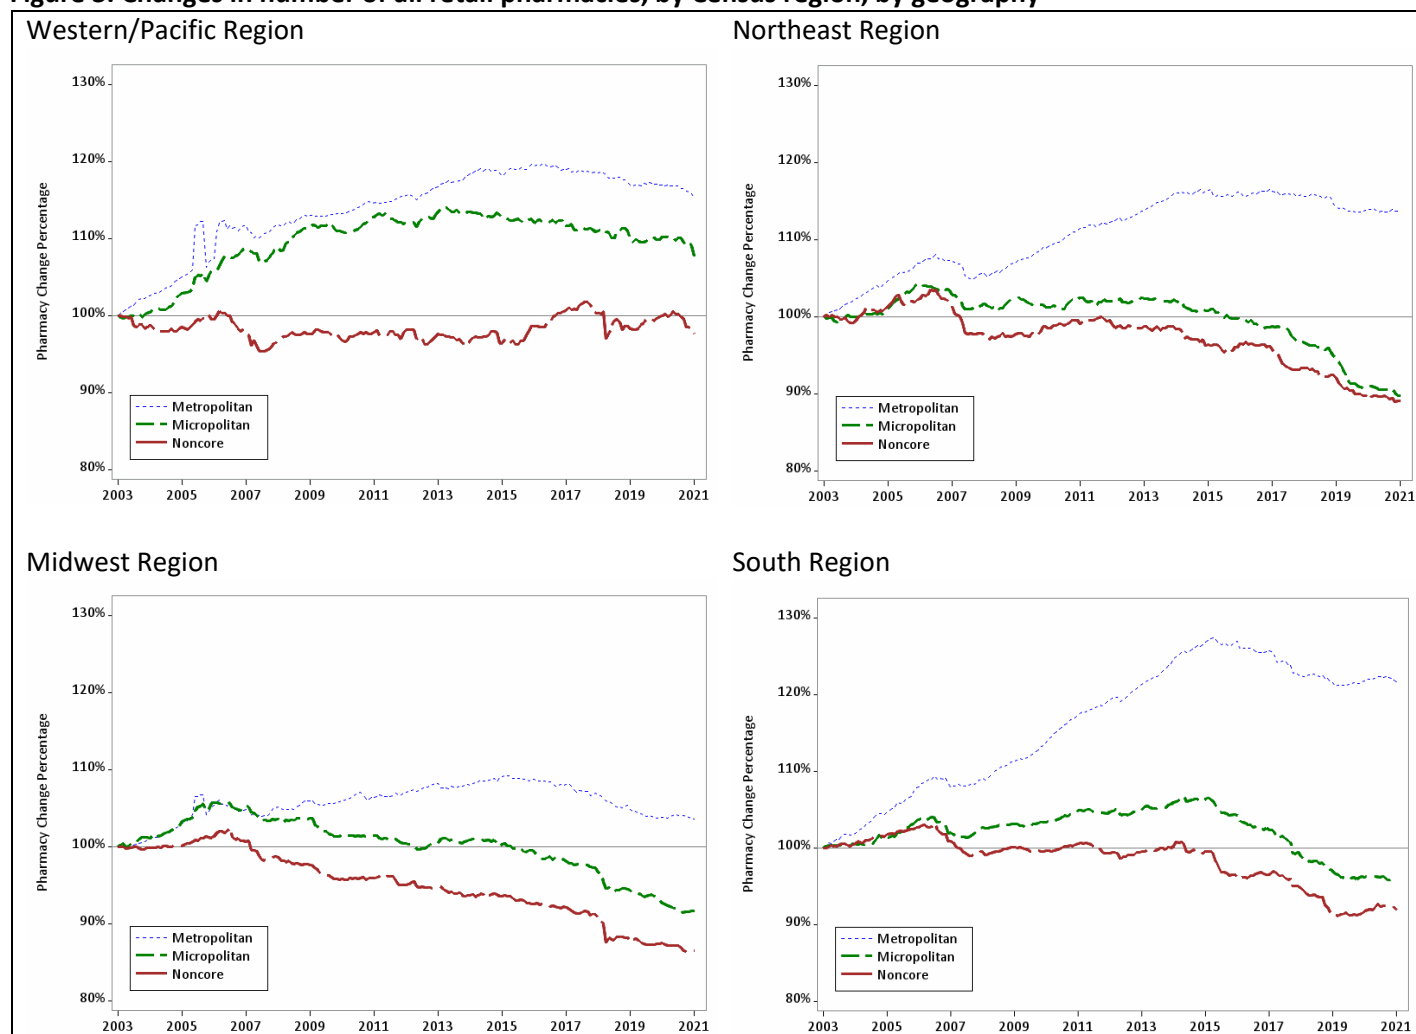 Western/Pacific Region
Northeast Region
130%
120%
110%
100%
90%
80%
Pharmacy Change Percentage
Metropolitan
Micropolitan
Noncore
2003 2005 2007 2009 2011 2013 2015 2017 2019 2021
130%
120%
110%
100%
90%
80%
Pharmacy Change Percentage
Metropolitan
Micropolitan
Noncore
2003 2005 2007 2009 2011 2013 2015 2017 2019 2021
Midwest Region
South Region
130%
120%
110%
100%
90%
80%
Pharmacy Change Percentage
Metropolitan
Micropolitan
Noncore
2003 2005 2007 2009 2011 2013 2015 2017 2019 2021
130%
120%
110%
100%
90%
80%
Pharmacy Change Percentage
Metropolitan
Micropolitan
Noncore
2003 2005 2007 2009 2011 2013 2015 2017 2019 2021